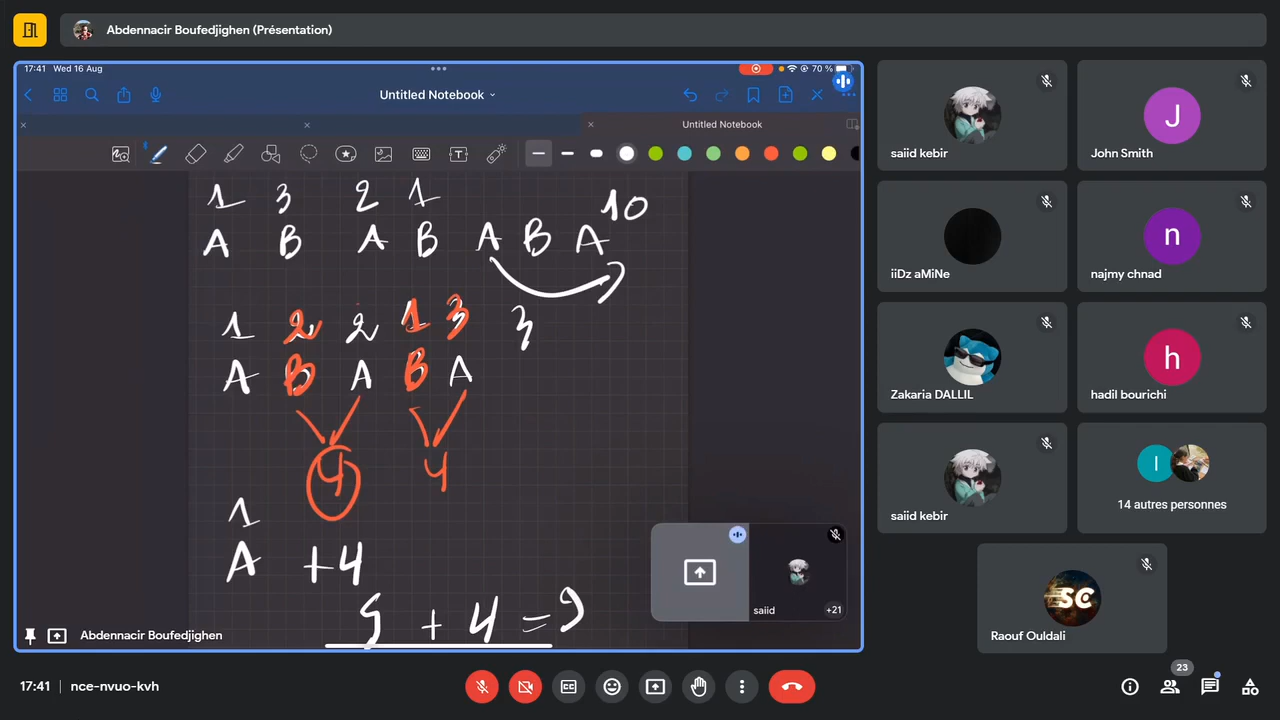 Abdennacir Boufedjighen (Présentation)
17:41 Wed 16 Aug
70 %
Untitled Notebook
Untitled Notebook
1 3 2 1
10
A B A B A B A
1 2 2 1 3 3
A B A B A
4 4
1
A +4
5 + 4 = 9
saiid
+21
Abdennacir Boufedjighen
saiid kebir
John Smith
J
iiDz aMiNe
najmy chnad
n
Zakaria DALLIL
hadil bourichi
h
saiid kebir
14 autres personnes
I
Raouf Ouldali
SC
17:41 nce-nvuo-kvh
23